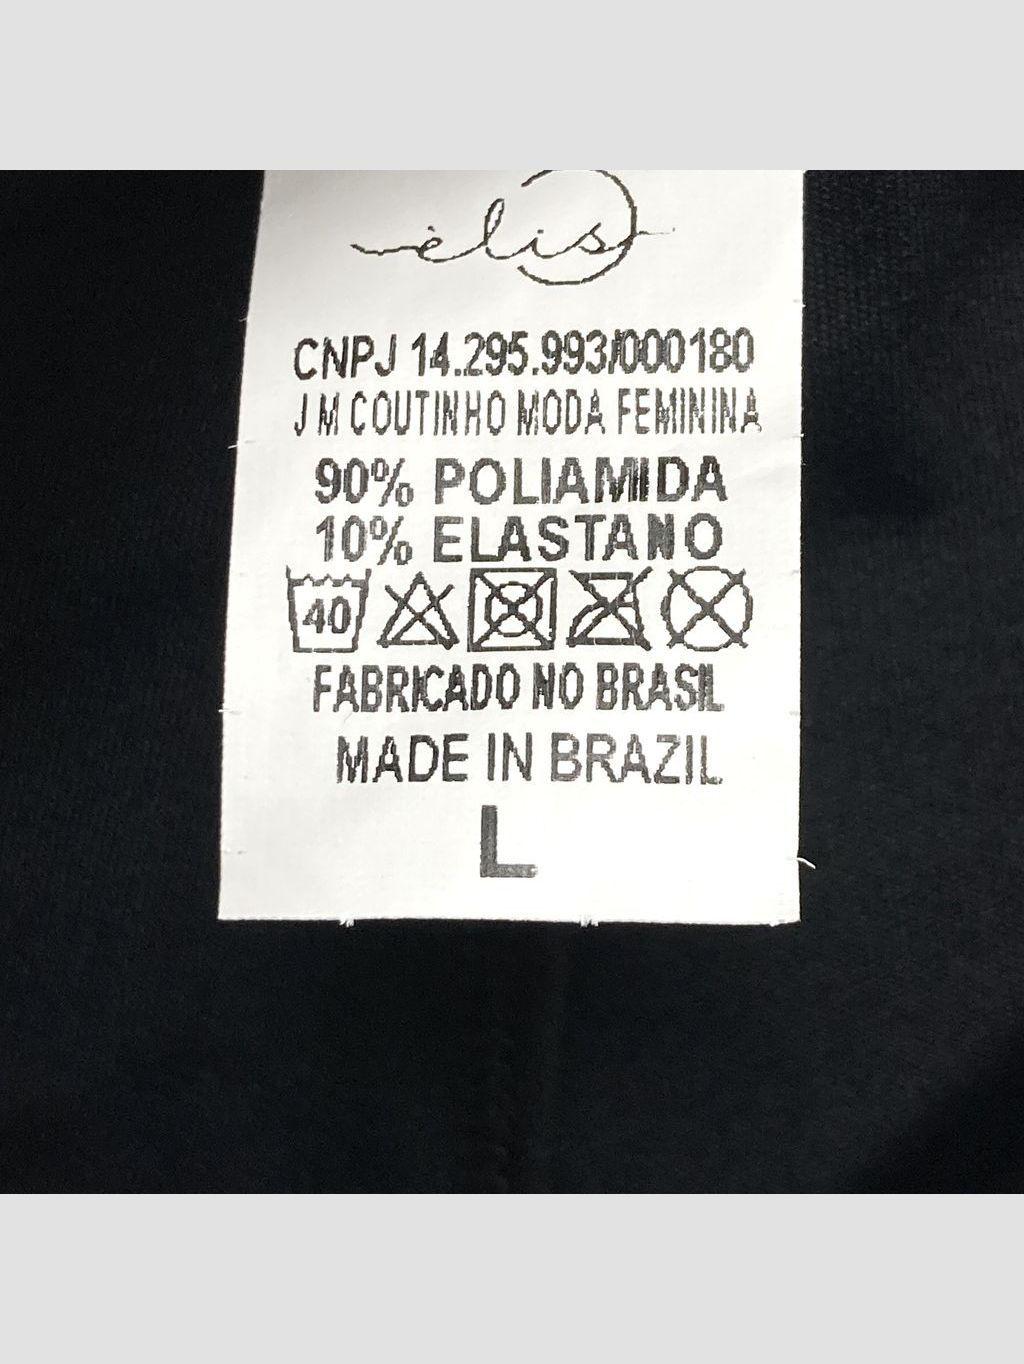 élis
CNPJ 14.295.993/000180
J M COUTINHO MODA FEMININA
90% POLIAMIDA
10% ELASTANO
40
FABRICADO NO BRASIL
MADE IN BRAZIL
L